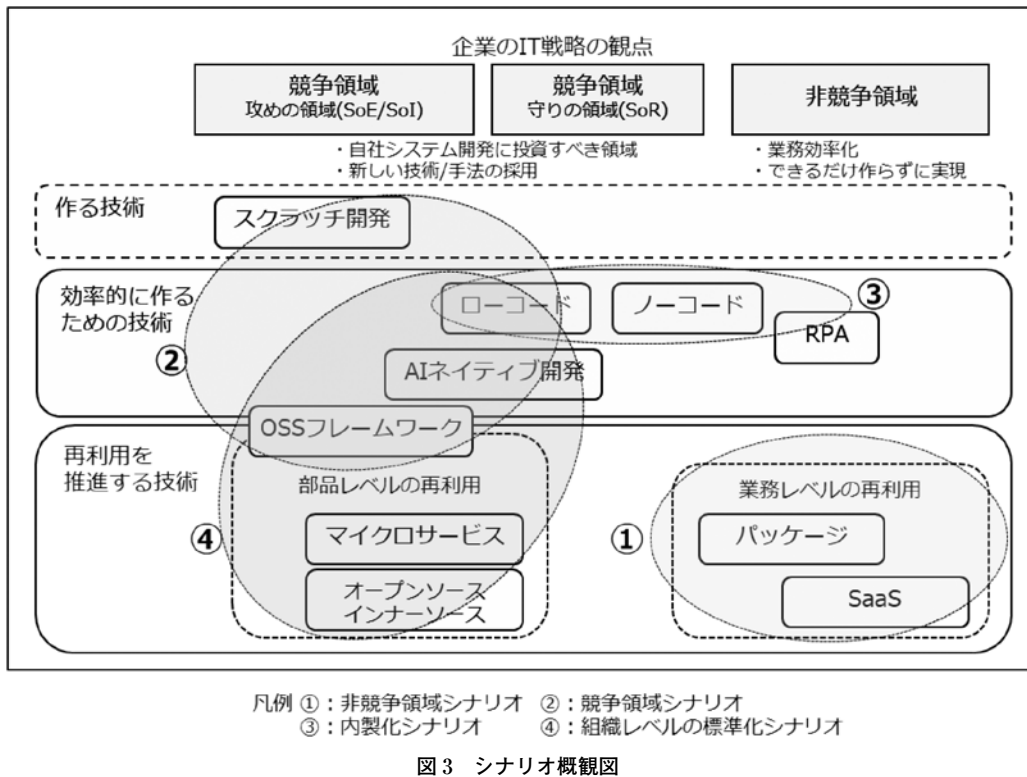 企業のIT戦略の観点
競争領域
攻めの領域(SoE/SoI)
競争領域
守りの領域(SoR)
非競争領域
・自社システム開発に投資すべき領域
・新しい技術/手法の採用
・業務効率化
・できるだけ作らずに実現
作る技術
スクラッチ開発
効率的に作る
ための技術
ローコード
ノーコード
③
RPA
②
AIネイティブ開発
OSSフレームワーク
再利用を
推進する技術
部品レベルの再利用
業務レベルの再利用
④
マイクロサービス
①
パッケージ
オープンソース
インナーソース
SaaS
凡例 ①：非競争領域シナリオ ②：競争領域シナリオ
③：内製化シナリオ ④：組織レベルの標準化シナリオ
図3 シナリオ概観図